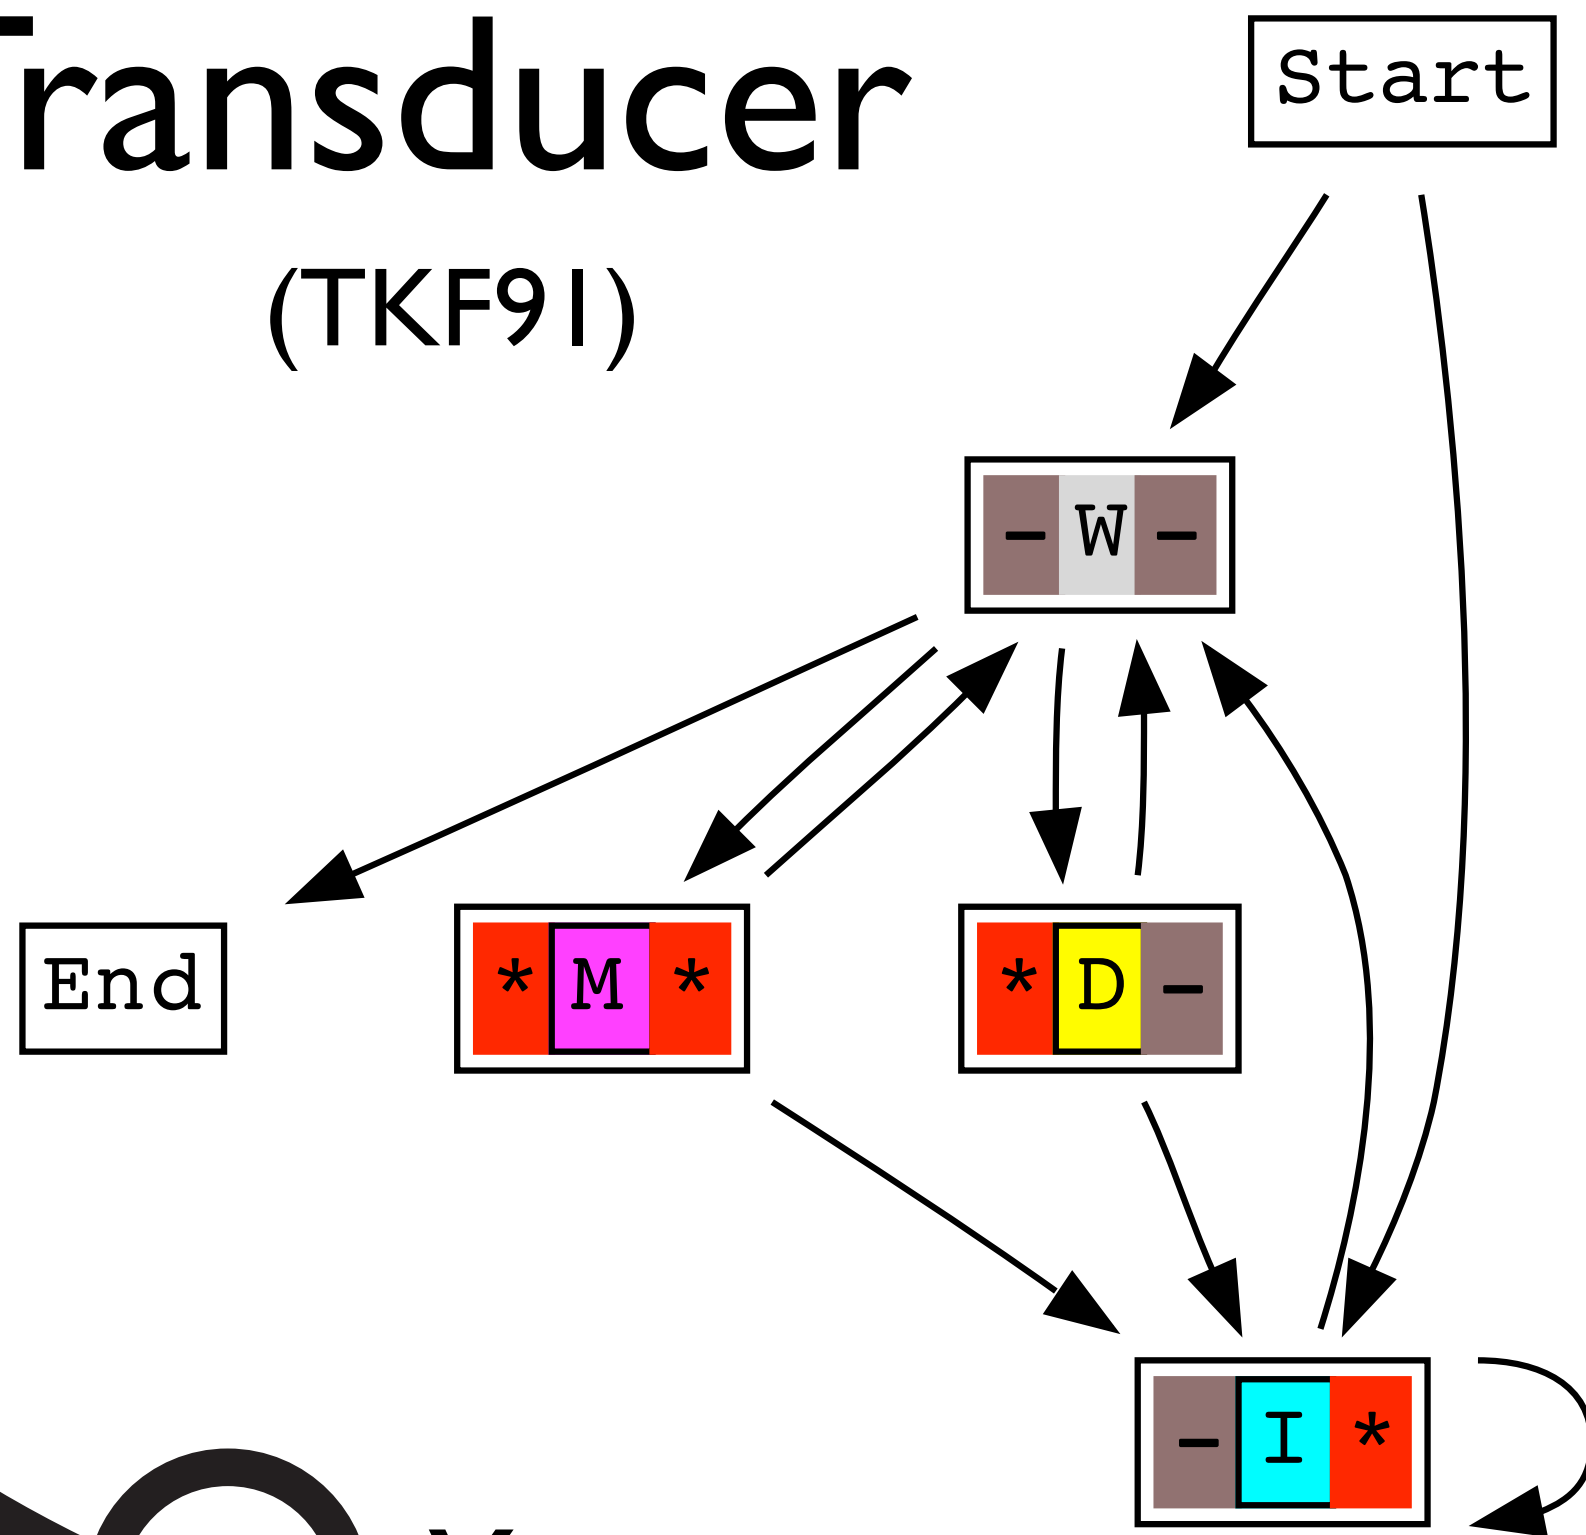 Transducer
Start
(TKF91)
- W -
End
* M *
* D -
- I *